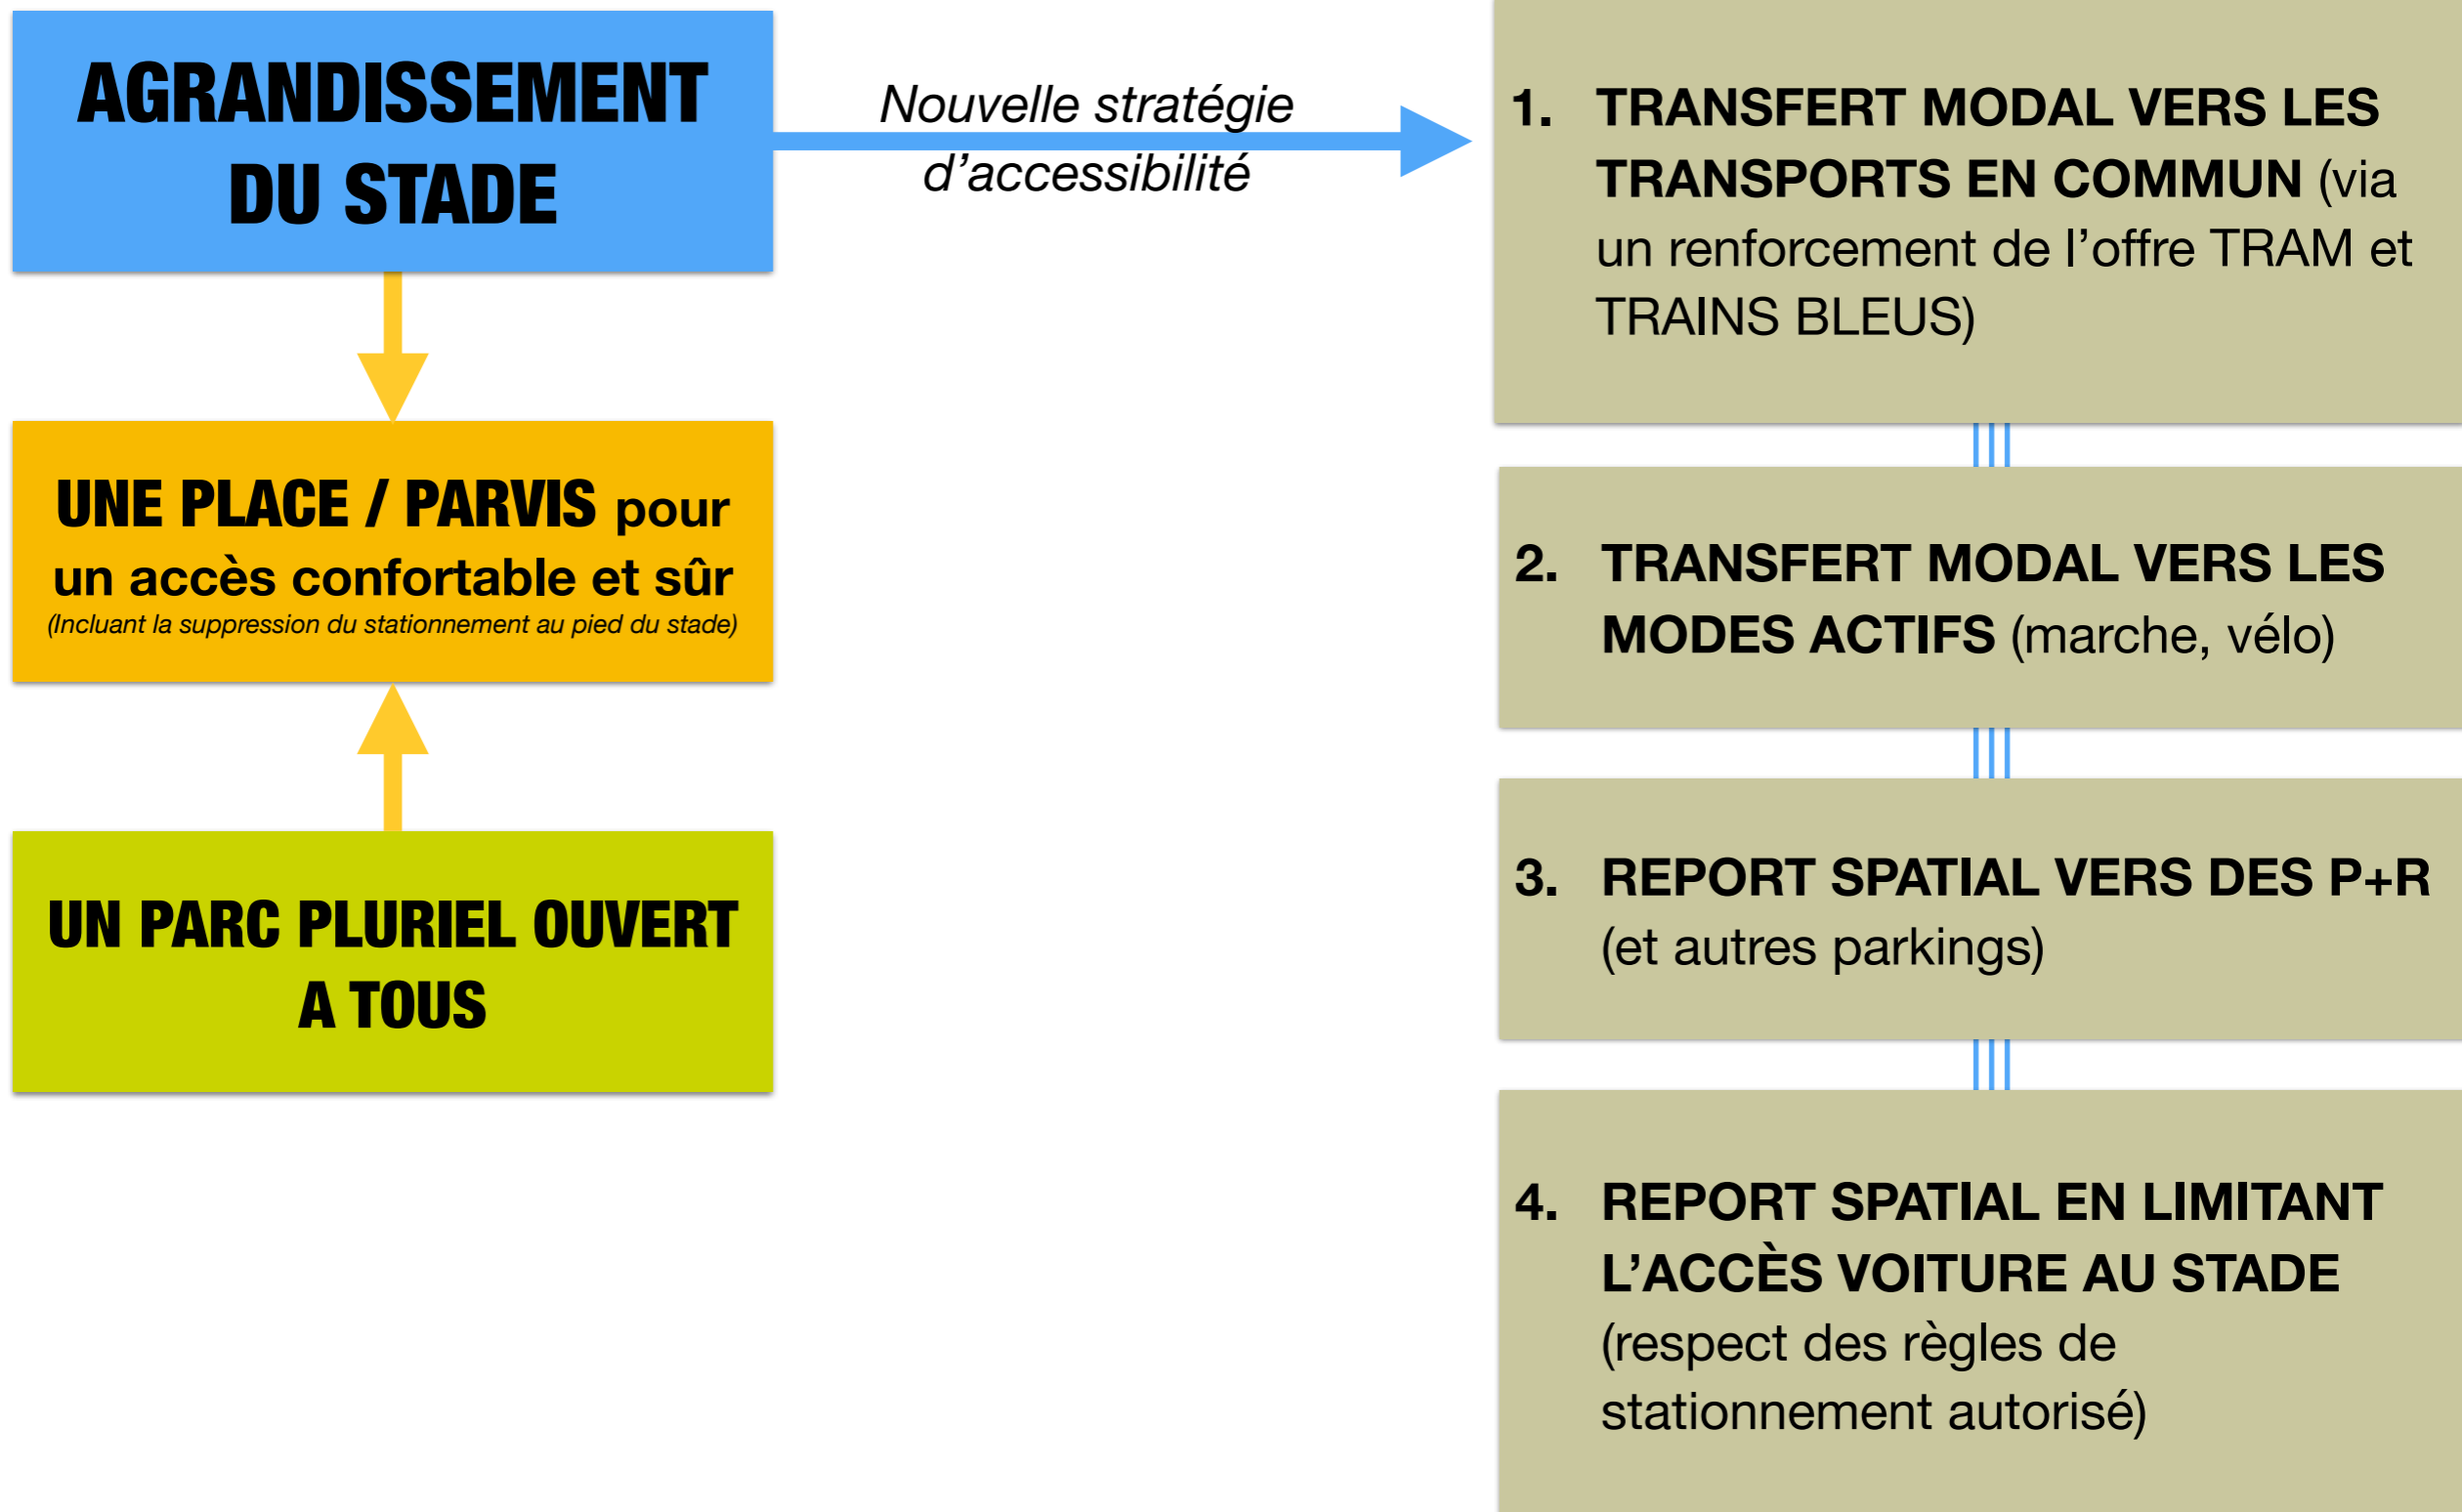 AGRANDISSEMENT
DU STADE
Nouvelle stratégie
d’accessibilité
UNE PLACE / PARVIS pour
un accès confortable et sûr
(Incluant la suppression du stationnement au pied du stade)
UN PARC PLURIEL OUVERT
A TOUS
1. TRANSFERT MODAL VERS LES
TRANSPORTS EN COMMUN (via
un renforcement de l’offre TRAM et
TRAINS BLEUS)
2. TRANSFERT MODAL VERS LES
MODES ACTIFS (marche, vélo)
3. REPORT SPATIAL VERS DES P+R
(et autres parkings)
4. REPORT SPATIAL EN LIMITANT
L’ACCÈS VOITURE AU STADE
(respect des règles de
stationnement autorisé)